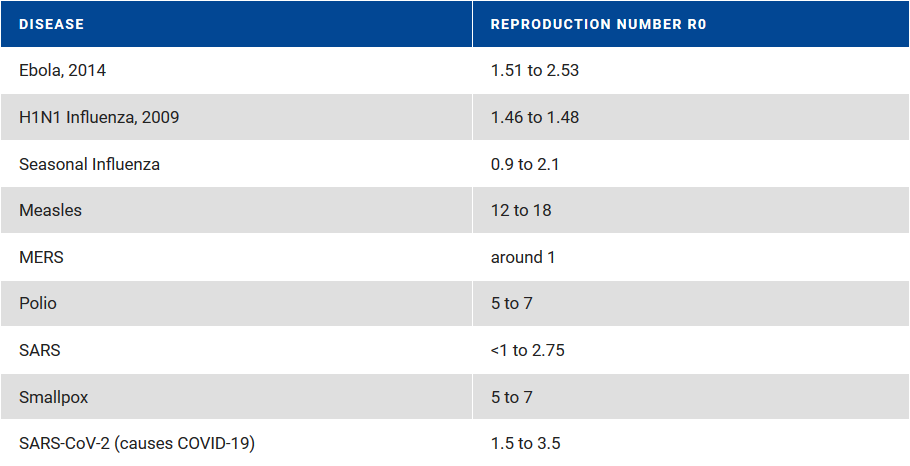 DISEASE REPRODUCTION NUMBER R0
Ebola, 2014 1.51 to 2.53
H1N1 Influenza, 2009 1.46 to 1.48
Seasonal Influenza 0.9 to 2.1
Measles 12 to 18
MERS around 1
Polio 5 to 7
SARS <1 to 2.75
Smallpox 5 to 7
SARS-CoV-2 (causes COVID-19) 1.5 to 3.5